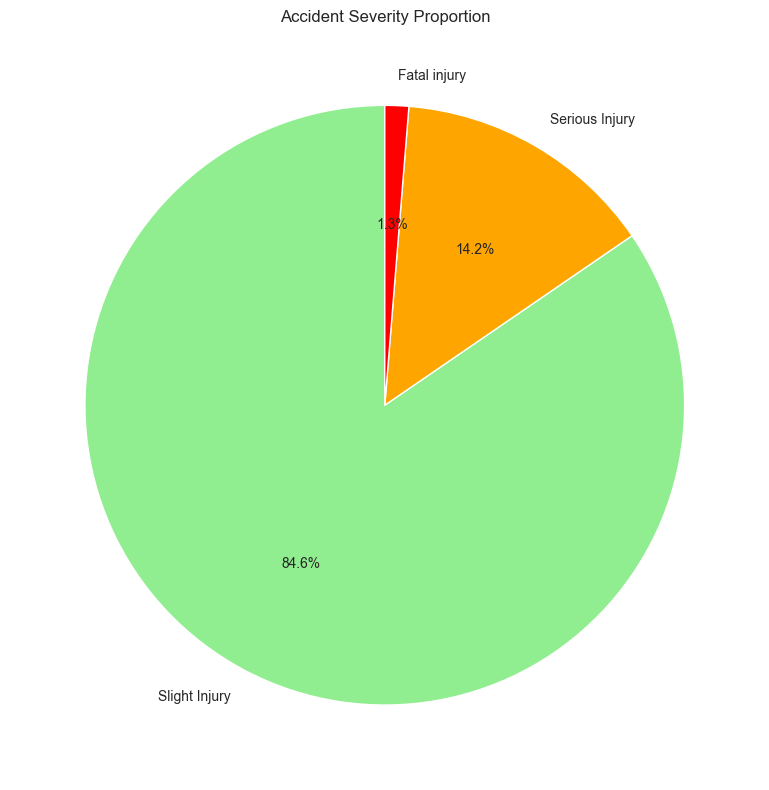 Accident Severity Proportion
Fatal injury
Serious Injury
1.3%
14.2%
84.6%
Slight Injury